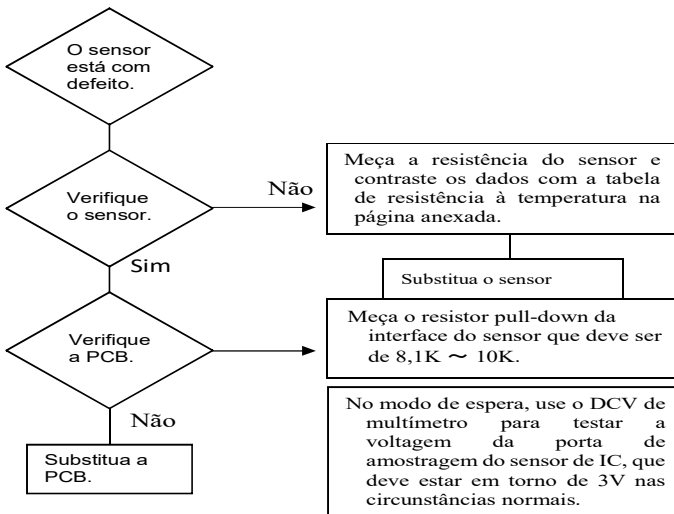 O sensor
está com
defeito.
Verifique
o sensor.
Não
Meça a resistência do sensor e
contraste os dados com a tabela
de resistência à temperatura na
página anexada.
Sim
Substitua o sensor
Verifique
a PCB.
Meça o resistor pull-down da
interface do sensor que deve ser
de 8,1K ～ 10K.
Não
Substitua a
PCB.
No modo de espera, use o DCV de
multímetro para testar a
voltagem da porta de
amostragem do sensor de IC, que
deve estar em torno de 3V nas
circunstâncias normais.